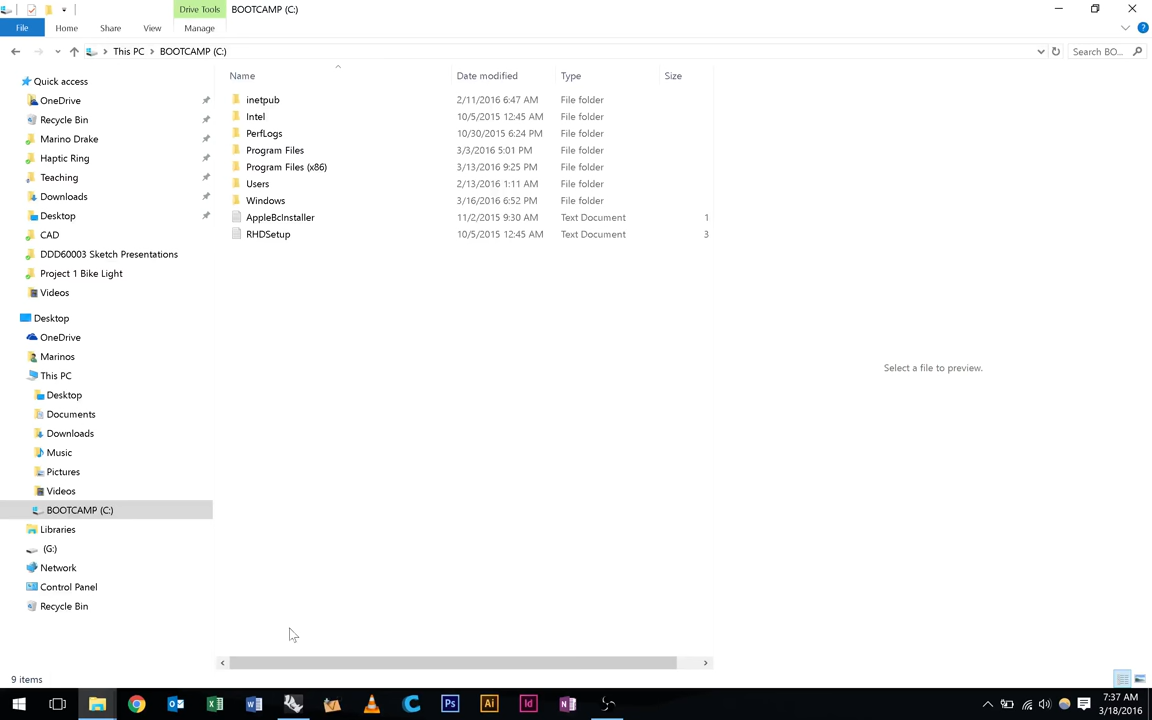 Drive Tools BOOTCAMP (C:)
File Home Share View Manage
This PC BOOTCAMP (C:) Search BO...
Name Date modified Type Size
Quick access
OneDrive
Recycle Bin
Marino Drake
Haptic Ring
Teaching
Downloads
Desktop
CAD
DDD60003 Sketch Presentations
Project 1 Bike Light
Videos
Desktop
OneDrive
Marinos
This PC
Desktop
Documents
Downloads
Music
Pictures
Videos
BOOTCAMP (C:)
Libraries
(G:)
Network
Control Panel
Recycle Bin
inetpub 2/11/2016 6:47 AM File folder
Intel 10/5/2015 12:45 AM File folder
PerfLogs 10/30/2015 6:24 PM File folder
Program Files 3/3/2016 5:01 PM File folder
Program Files (x86) 3/13/2016 9:25 PM File folder
Users 2/13/2016 1:11 AM File folder
Windows 3/16/2016 6:52 PM File folder
AppleBcInstaller 11/2/2015 9:30 AM Text Document 1
RHDSetup 10/5/2015 12:45 AM Text Document 3
Select a file to preview.
9 items
Ps Ai Id
7:37 AM
3/18/2016